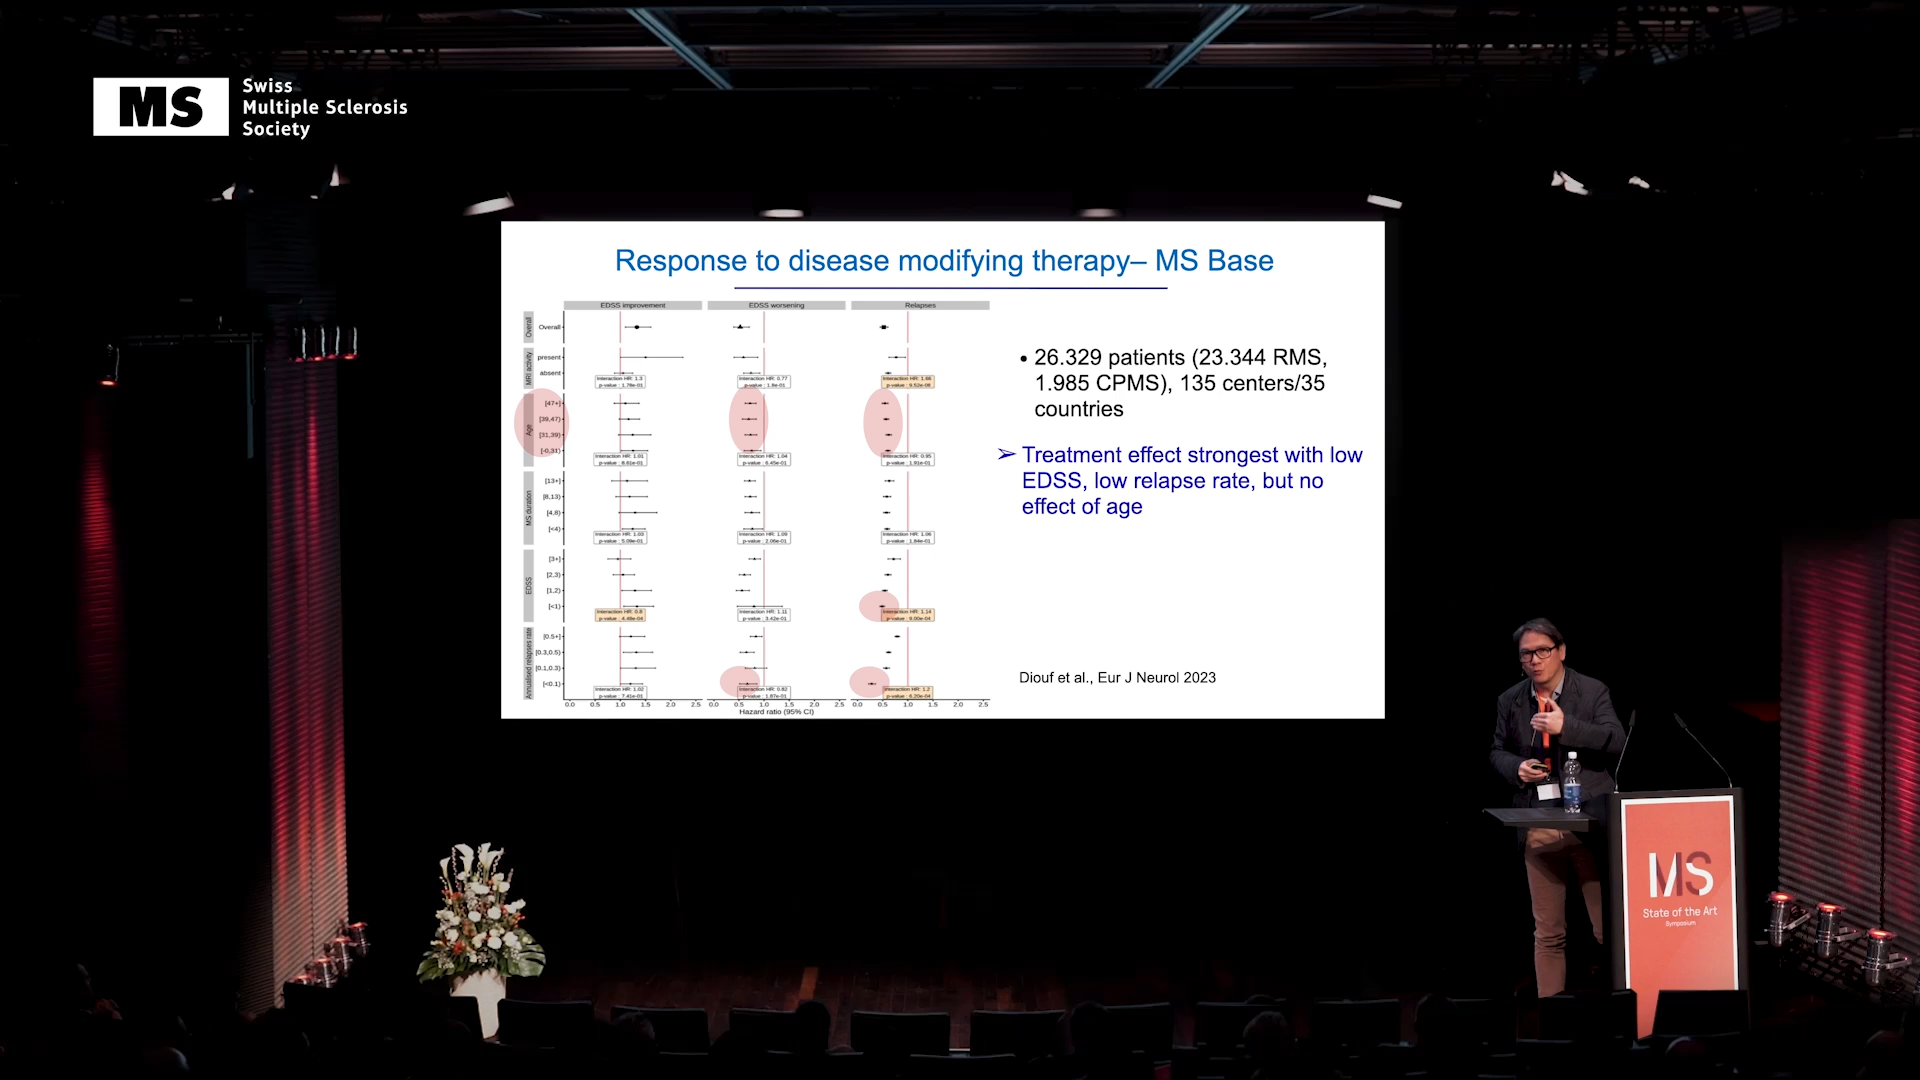 MS
Swiss
Multiple Sclerosis
Society
Response to disease modifying therapy– MS Base
EDSS improvement
EDSS worsening
Relapses
Overall
Overall
MRI activity
present
absent
Interaction HR: 1.3
p-value : 1.78e-01
Interaction HR: 0.77
p-value : 1.8e-01
Interaction HR: 1.66
p-value : 9.52e-08
Age
[47+]
[39,47)
[31,39)
[-0,31)
Interaction HR: 1.01
p-value : 8.81e-01
Interaction HR: 1.04
p-value : 6.45e-01
Interaction HR: 0.95
p-value : 1.91e-01
MS duration
[13+)
[8,13)
[4,8)
[<4)
Interaction HR: 1.03
p-value : 5.09e-01
Interaction HR: 1.09
p-value : 2.06e-01
Interaction HR: 1.06
p-value : 1.84e-01
EDSS
[3+]
[2,3)
[1,2)
[<1)
Interaction HR: 0.8
p-value : 4.48e-04
Interaction HR: 1.11
p-value : 3.42e-01
Interaction HR: 1.14
p-value : 8.00e-04
Annualised relapses rate
[0.5+]
[0.3,0.5)
[0.1,0.3)
[<0.1)
Interaction HR: 1.02
p-value : 7.41e-01
Interaction HR: 0.82
p-value : 1.87e-01
Interaction HR: 1.2
p-value : 6.20e-04
0.0 0.5 1.0 1.5 2.0 2.5 0.0 0.5 1.0 1.5 2.0 2.5 0.0 0.5 1.0 1.5 2.0 2.5
Hazard ratio (95% CI)
• 26.329 patients (23.344 RMS,
1.985 CPMS), 135 centers/35
countries
➢ Treatment effect strongest with low
EDSS, low relapse rate, but no
effect of age
Diouf et al., Eur J Neurol 2023
MS
State of the Art
Symposium